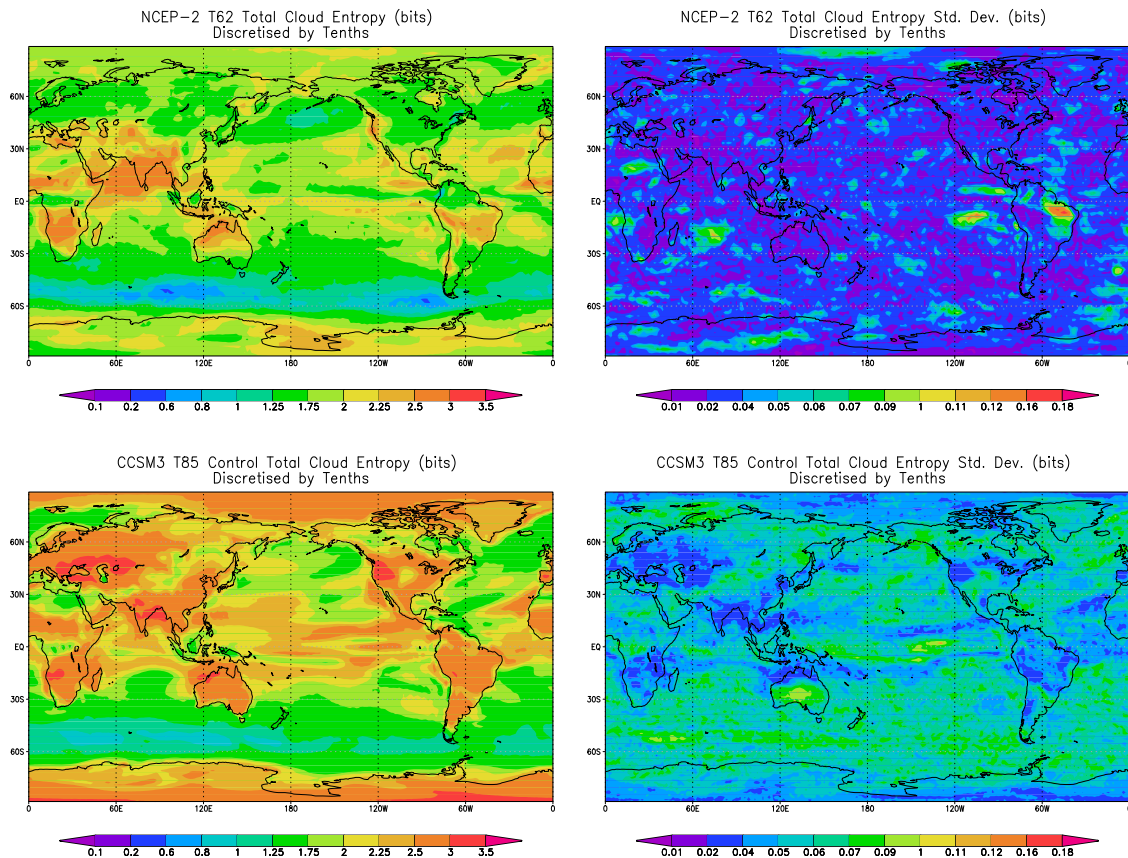 NCEP-2 T62 Total Cloud Entropy (bits)
Discretised by Tenths
60N
30N
EQ
30S
60S
0 60E 120E 180 120W 60W 0
0.1 0.2 0.6 0.8 1 1.25 1.75 2 2.25 2.5 3 3.5
NCEP-2 T62 Total Cloud Entropy Std. Dev. (bits)
Discretised by Tenths
60N
30N
EQ
30S
60S
0 60E 120E 180 120W 60W 0
0.01 0.02 0.04 0.05 0.06 0.07 0.09 1 0.11 0.12 0.16 0.18
CCSM3 T85 Control Total Cloud Entropy (bits)
Discretised by Tenths
60N
30N
EQ
30S
60S
0 60E 120E 180 120W 60W 0
0.1 0.2 0.6 0.8 1 1.25 1.75 2 2.25 2.5 3 3.5
CCSM3 T85 Control Total Cloud Entropy Std. Dev. (bits)
Discretised by Tenths
60N
30N
EQ
30S
60S
0 60E 120E 180 120W 60W 0
0.01 0.02 0.04 0.05 0.06 0.07 0.09 1 0.11 0.12 0.16 0.18